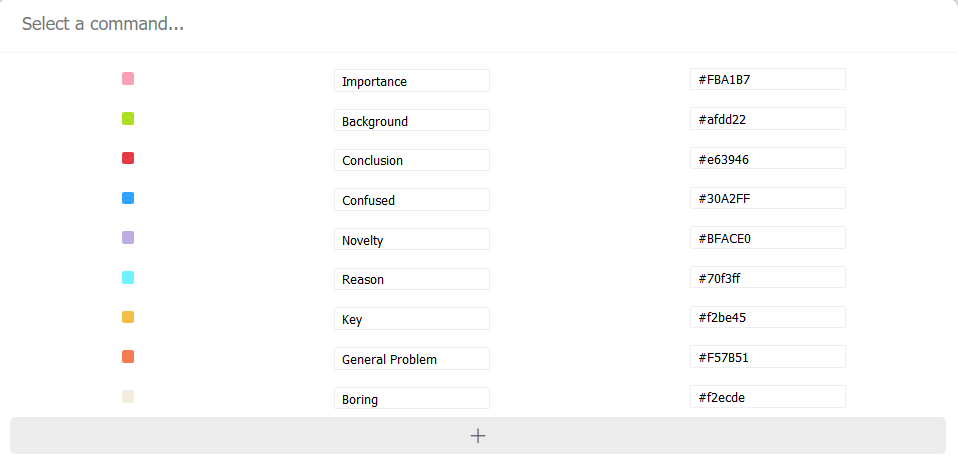 Select a command...
Importance #FBA1B7
Background #afdd22
Conclusion #e63946
Confused #30A2FF
Novelty #BFACE0
Reason #70f3ff
Key #f2be45
General Problem #F57B51
Boring #f2ecde